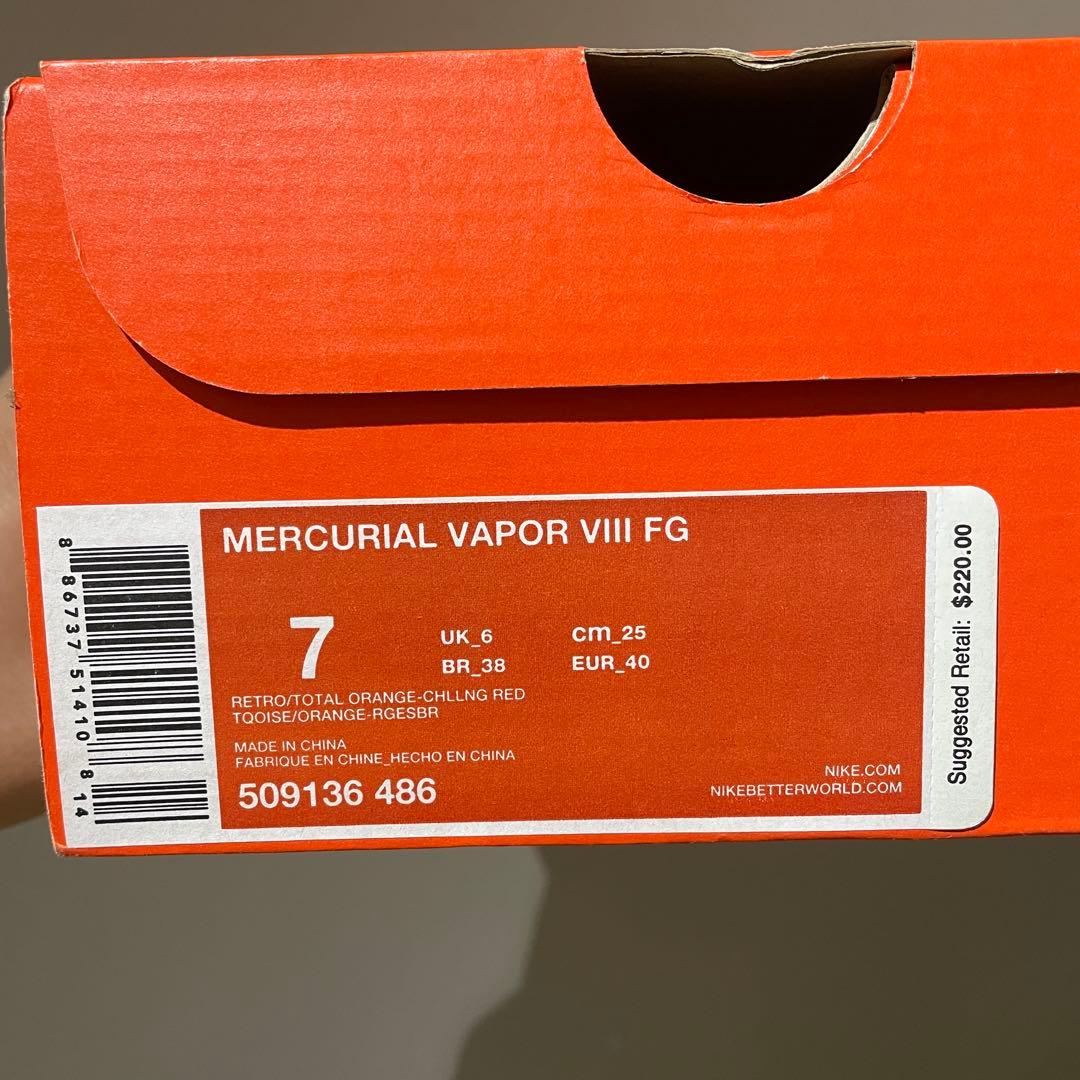 MERCURIAL VAPOR VIII FG
7
UK_6
cm_25
BR_38
EUR_40
RETRO/TOTAL ORANGE-CHLLNG RED
TQOISE/ORANGE-RGESBR
MADE IN CHINA
FABRIQUE EN CHINE_HECHO EN CHINA
509136 486
NIKE.COM
NIKEBETTERWORLD.COM
8 86737 51410 8 14
Suggested Retail: $220.00